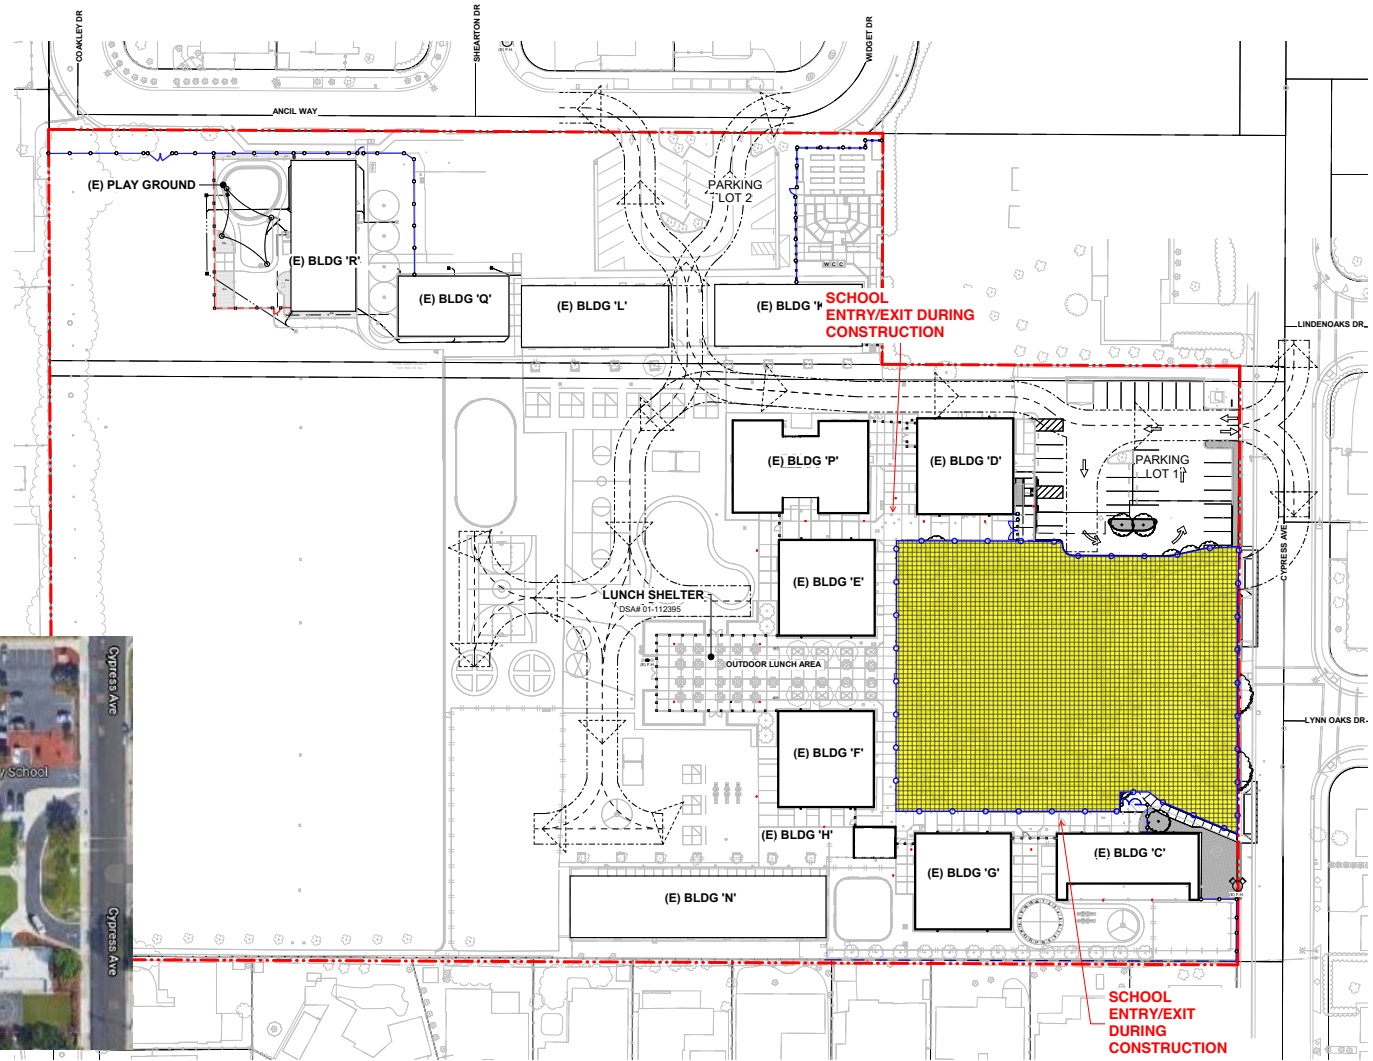 COAKLEY DR
SHEARTON DR
WIDGET DR
(E) F.H.
ANCIL WAY
(E) PLAY GROUND
PARKING
LOT 2
(E) BLDG 'R'
W C C
(E) BLDG 'Q'
(E) BLDG 'L'
(E) BLDG 'K
SCHOOL
ENTRY/EXIT DURING
CONSTRUCTION
LINDENOAKS DR
(E) BLDG 'P'
(E) BLDG 'D'
PARKING
LOT 1
CYPRESS AVE
(E) BLDG 'E'
LUNCH SHELTER
DSA# 01-112395
OUTDOOR LUNCH AREA
(E) F.H.
Cypress Ave
y School
LYNN OAKS DR
(E) BLDG 'F'
(E) BLDG 'H'
(E) BLDG 'C'
(E) BLDG 'G'
(E) BLDG 'N'
(E) F.H.
Cypress Ave
SCHOOL
ENTRY/EXIT
DURING
CONSTRUCTION